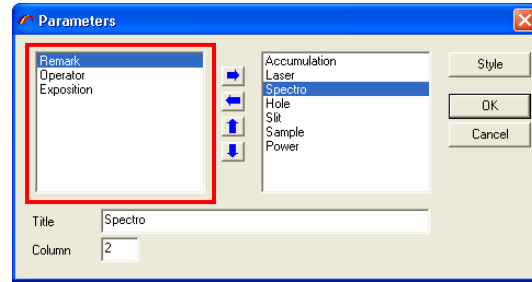 Parameters
Remark
Operator
Exposition
Accumulation
Laser
Spectro
Hole
Slit
Sample
Power
Style
OK
Cancel
Title Spectro
Column 2